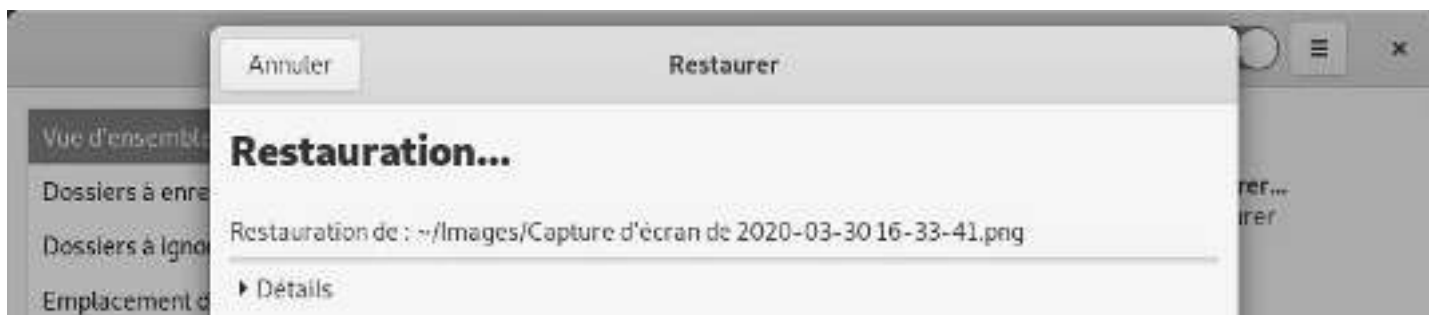 Annuler
Restaurer
Vue d'ensemble
Restauration...
Dossiers à enre
rer...
Restauration de : ~/Images/Capture d'écran de 2020-03-30 16-33-41.png
urer
Dossiers à igno
Détails
Emplacement d